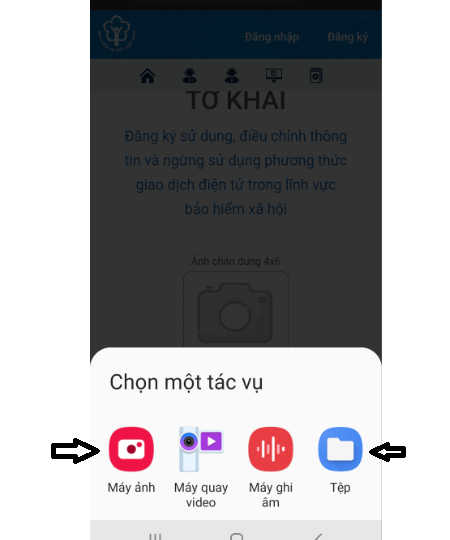 Đăng nhập Đăng ký
TỜ KHAI
Đăng ký sử dụng, điều chỉnh thông
tin và ngừng sử dụng phương thức
giao dịch điện tử trong lĩnh vực
bảo hiểm xã hội
Ảnh chân dung 4x6
Chọn một tác vụ
Máy ảnh
Máy quay
video
Máy ghi
âm
Tệp